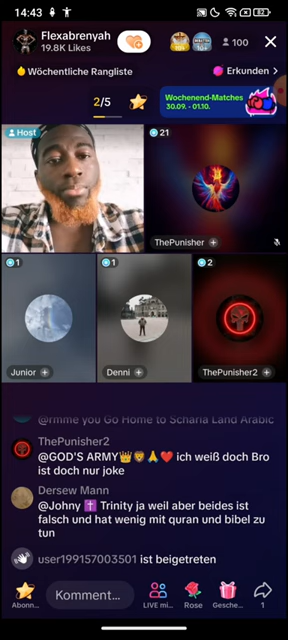 14:43
82
Flexabrenyah
19.8K Likes
100
Wöchentliche Rangliste
Erkunden
2/5
Wochenend-Matches
30.09. - 01.10.
Host
21
ThePunisher
1
Junior
1
Denni
2
ThePunisher2
@rmme you Go Home to Scharia Land Arabic
ThePunisher2
@GOD'S ARMY👑🦁🙏❤️ ich weiß doch Bro
ist doch nur joke
Dersew Mann
@Johny ✝️ Trinity ja weil aber beides ist
falsch und hat wenig mit quran und bibel zu
tun
user199157003501 ist beigetreten
Abonn...
Komment...
LIVE mi...
Rose
Gesche...
1